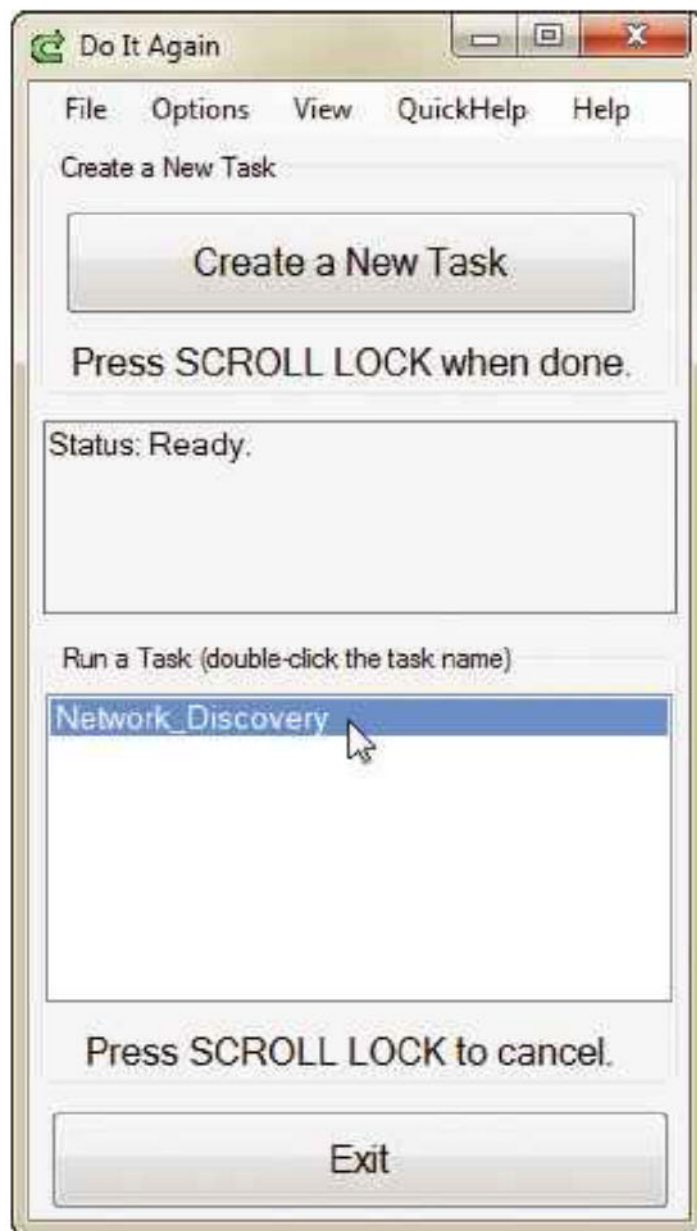 Do It Again
File Options View QuickHelp Help
Create a New Task
Create a New Task
Press SCROLL LOCK when done.
Status: Ready.
Run a Task (double-click the task name)
Network_Discovery
Press SCROLL LOCK to cancel.
Exit